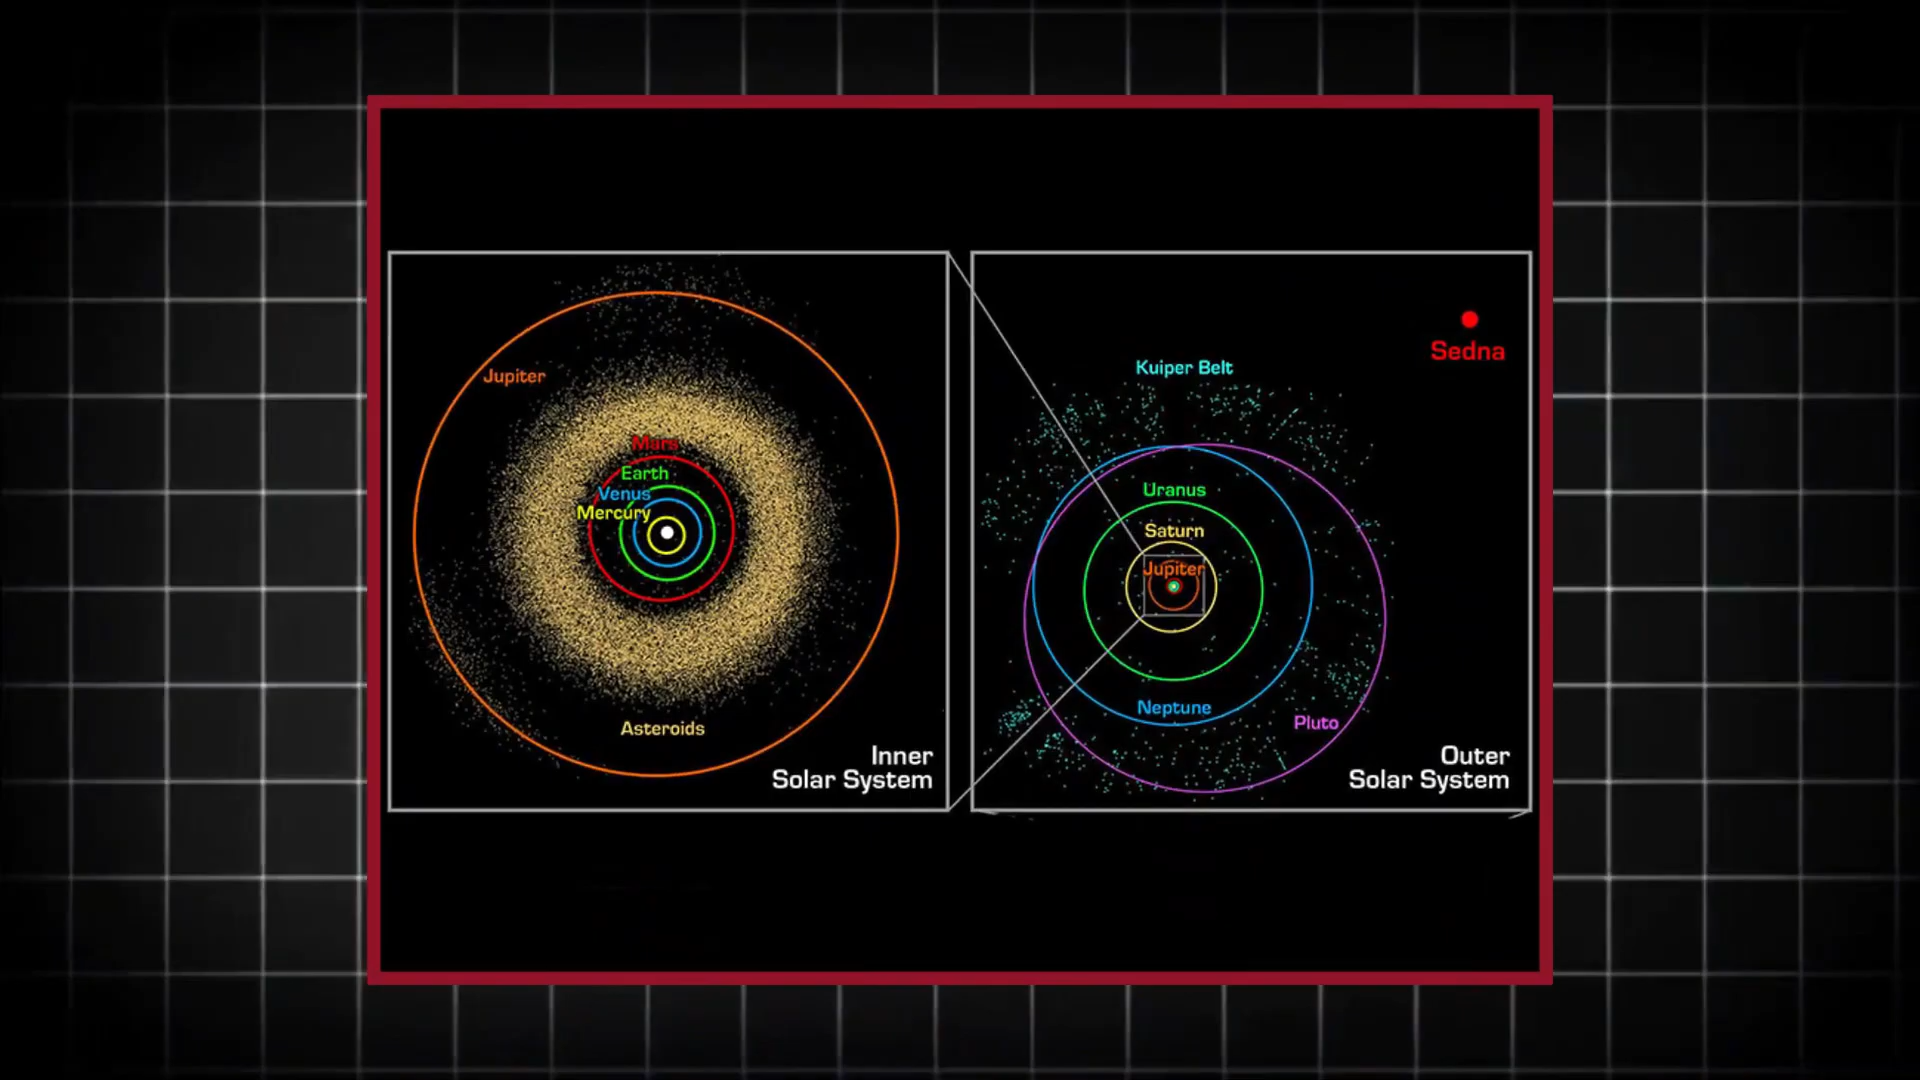 Jupiter
Mars
Earth
Venus
Mercury
Asteroids
Inner
Solar System
Sedna
Kuiper Belt
Uranus
Saturn
Jupiter
Neptune
Pluto
Outer
Solar System